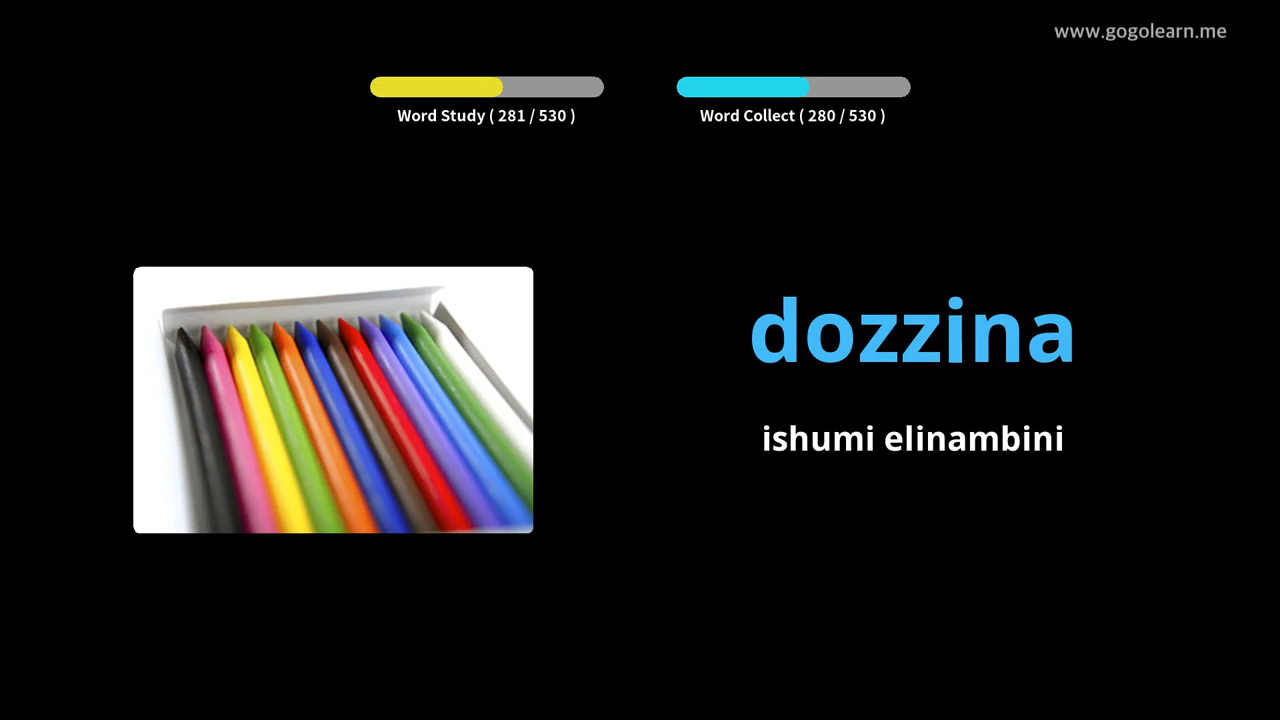 www.gogolearn.me
Word Study ( 281 / 530 )
Word Collect ( 280 / 530 )
dozzina
ishumi elinambini